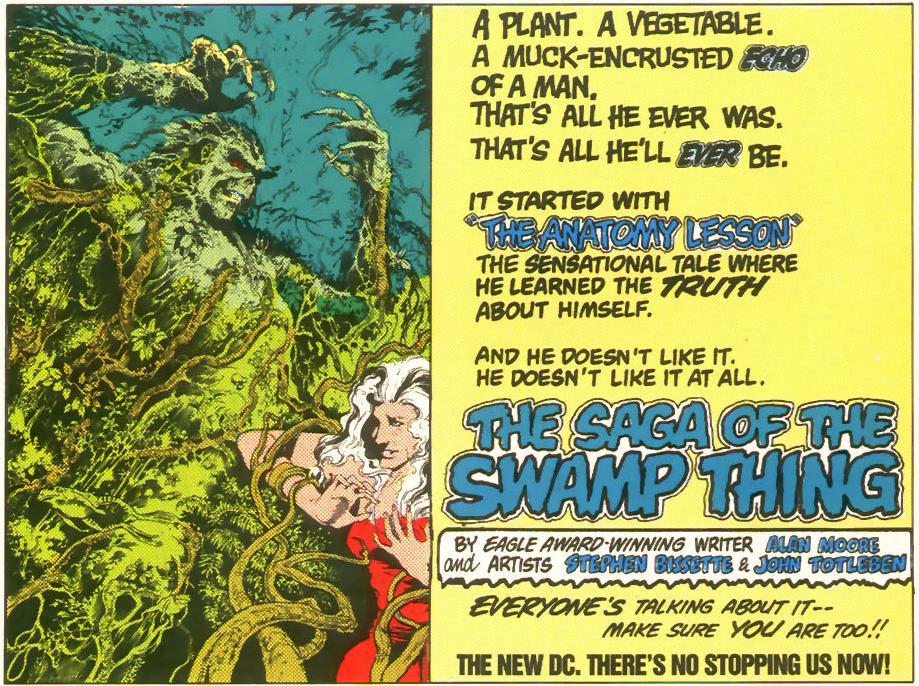 A PLANT. A VEGETABLE.
A MUCK-ENCRUSTED ECHO
OF A MAN.
THAT'S ALL HE EVER WAS.
THAT'S ALL HE'LL EVER BE.
IT STARTED WITH
"THE ANATOMY LESSON"
THE SENSATIONAL TALE WHERE
HE LEARNED THE TRUTH
ABOUT HIMSELF.
AND HE DOESN'T LIKE IT.
HE DOESN'T LIKE IT AT ALL.
THE SAGA OF THE
SWAMP THING
BY EAGLE AWARD-WINNING WRITER ALAN MOORE
and ARTISTS STEPHEN BISSETTE & JOHN TOTLEBEN
EVERYONE'S TALKING ABOUT IT--
MAKE SURE YOU ARE TOO!!
THE NEW DC. THERE'S NO STOPPING US NOW!